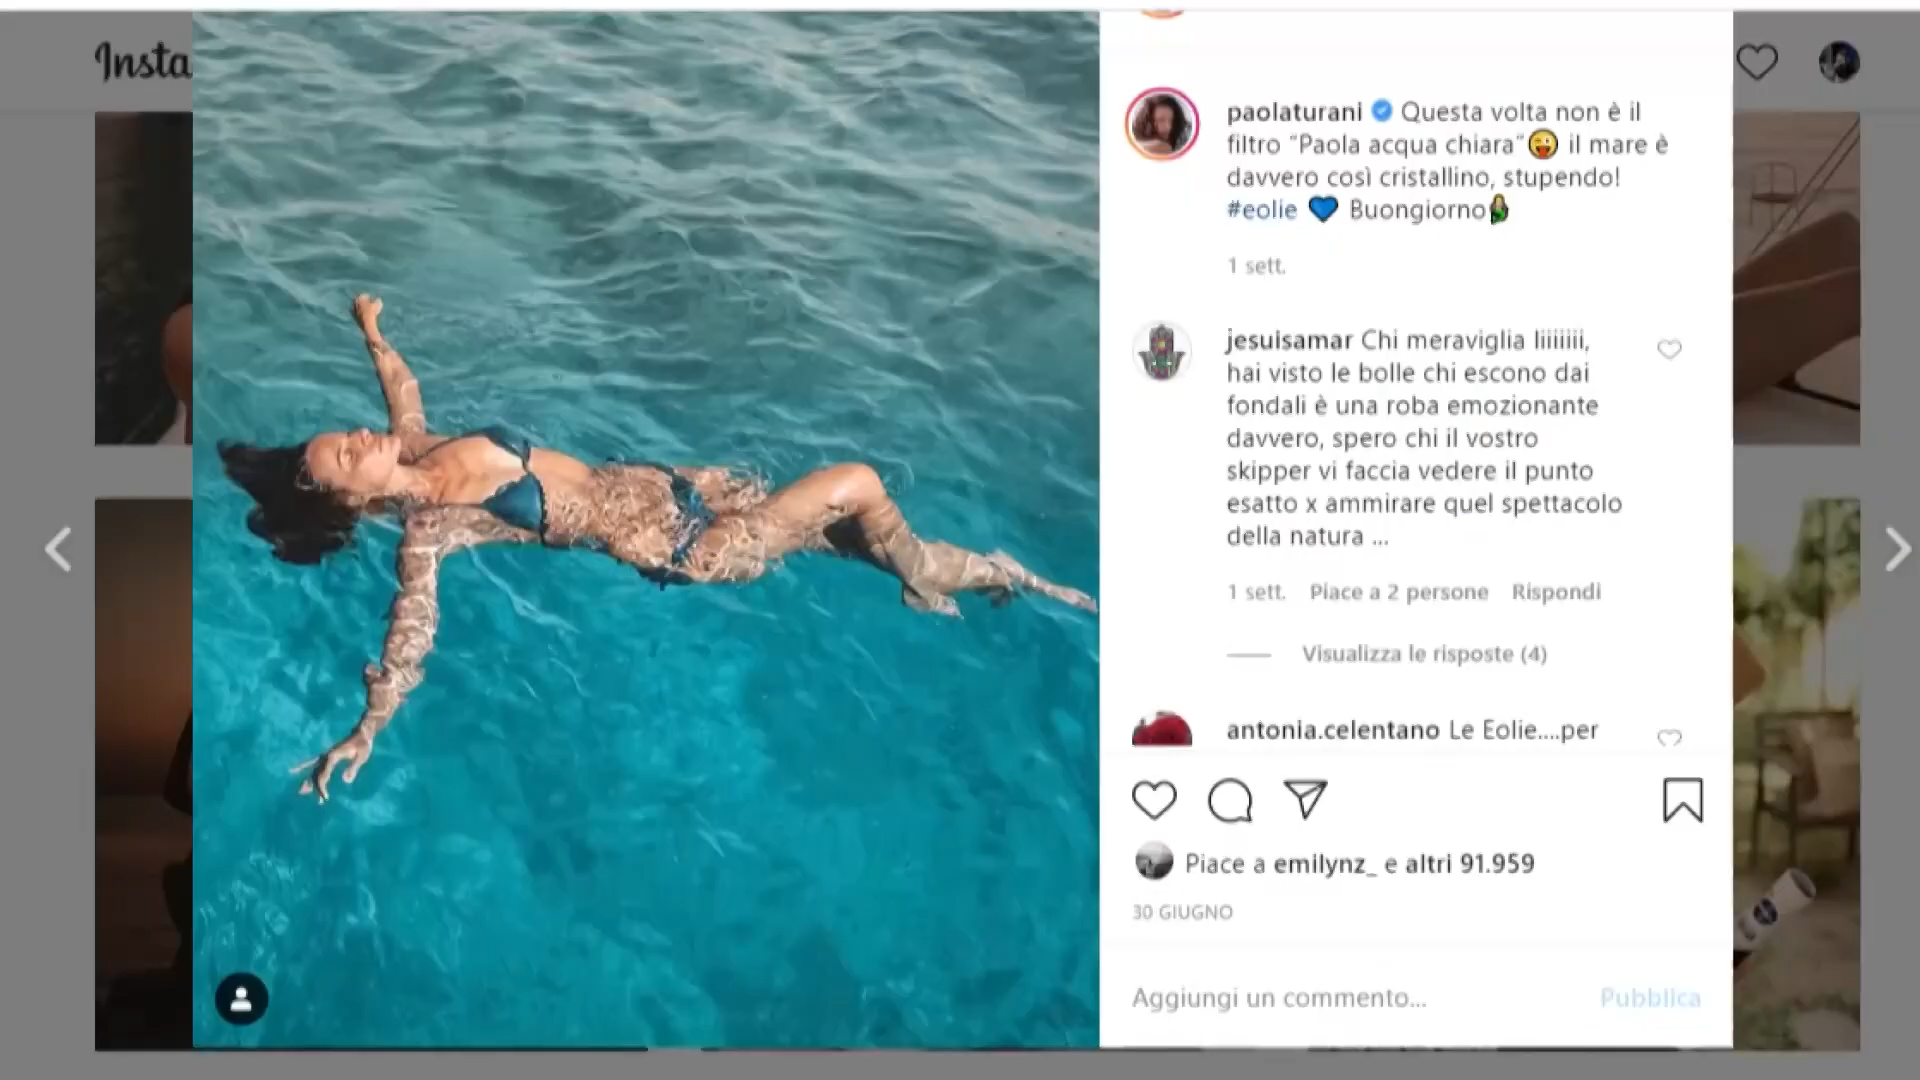 Insta
paolaturani Questa volta non è il
filtro "Paola acqua chiara"😜 il mare è
davvero così cristallino, stupendo!
#eolie 💙 Buongiorno
1 sett.
jesuisamar Chi meraviglia liiiiiii,
hai visto le bolle chi escono dai
fondali è una roba emozionante
davvero, spero chi il vostro
skipper vi faccia vedere il punto
esatto x ammirare quel spettacolo
della natura ...
1 sett. Piace a 2 persone Rispondi
Visualizza le risposte (4)
antonia.celentano Le Eolie....per
Piace a emilynz_ e altri 91.959
30 GIUGNO
Aggiungi un commento... Pubblica